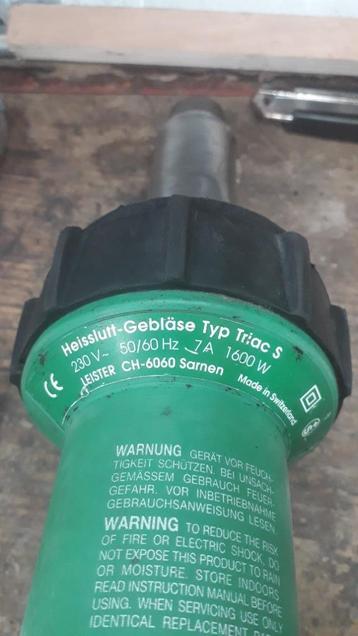 Heissluft-Gebläse Typ Triac S
230 V~ 50/60 Hz 7A 1600 W
LEISTER CH-6060 Sarnen Made in Switzerland
CE
WARNUNG GERÄT VOR FEUCH-
TIGKEIT SCHÜTZEN. BEI UNSACH-
GEMÄSSEM GEBRAUCH FEUER-
GEFAHR. VOR INBETRIEBNAHME
GEBRAUCHSANWEISUNG LESEN.
WARNING TO REDUCE THE RISK
OF FIRE OR ELECTRIC SHOCK, DO
NOT EXPOSE THIS PRODUCT TO RAIN
OR MOISTURE. STORE INDOORS
READ INSTRUCTION MANUAL BEFORE
USING. WHEN SERVICING USE ONLY
IDENTICAL REPLACEMENT